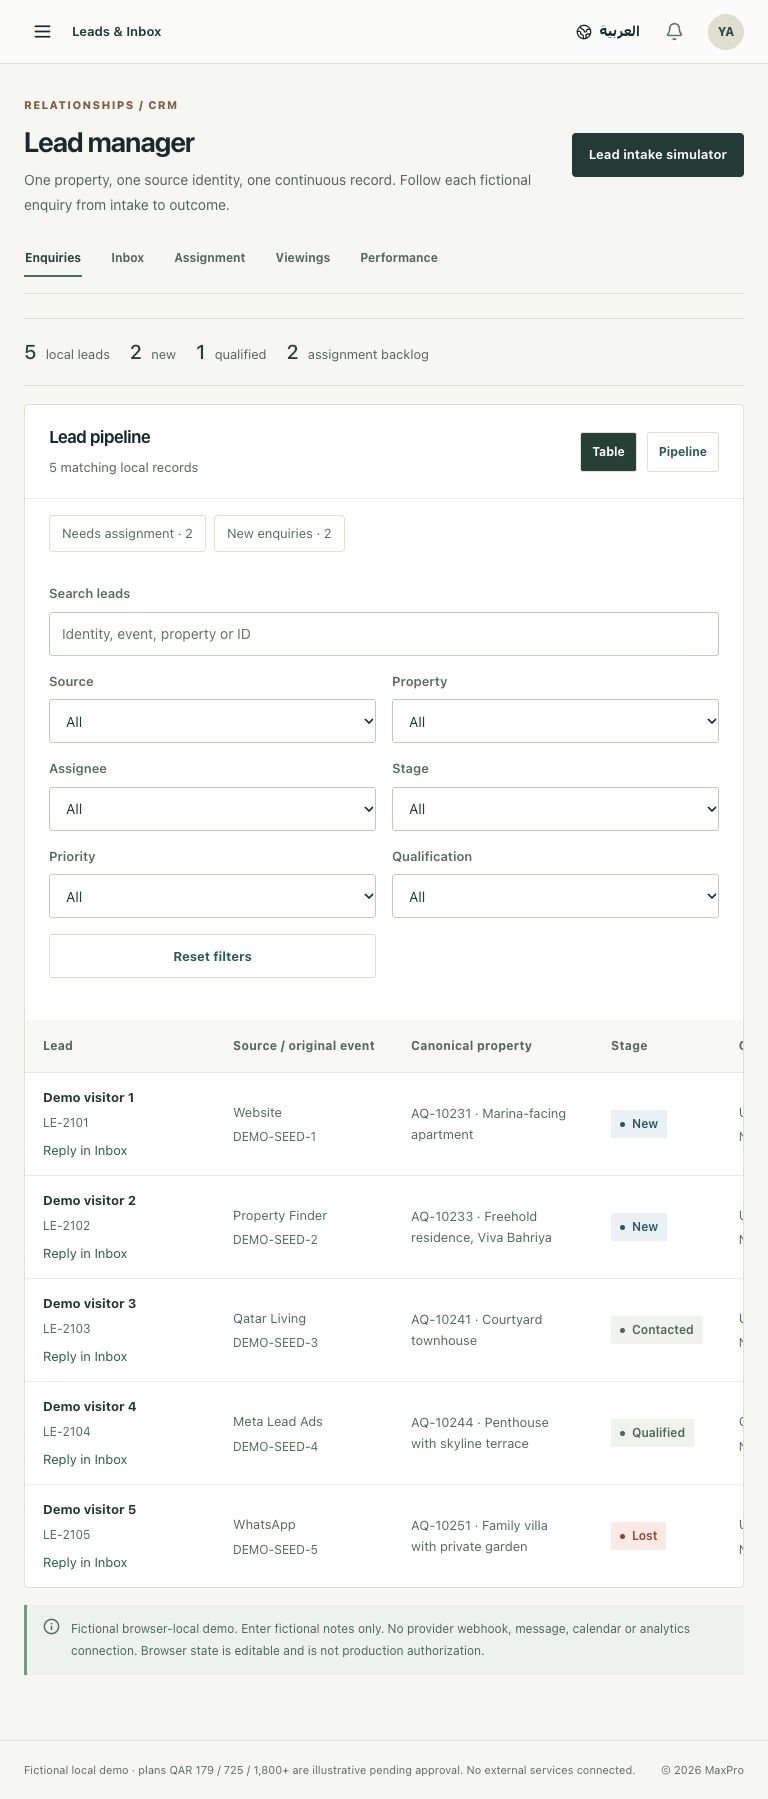 Leads & Inbox
العربية
YA
RELATIONSHIPS / CRM
Lead manager
Lead intake simulator
One property, one source identity, one continuous record. Follow each fictional
enquiry from intake to outcome.
Enquiries Inbox Assignment Viewings Performance
5 local leads 2 new 1 qualified 2 assignment backlog
Lead pipeline
5 matching local records
Table Pipeline
Needs assignment · 2 New enquiries · 2
Search leads
Identity, event, property or ID
Source Property
All All
Assignee Stage
All All
Priority Qualification
All All
Reset filters
Lead Source / original event Canonical property Stage
Demo visitor 1
LE-2101
Reply in Inbox
Website
DEMO-SEED-1
AQ-10231 · Marina-facing
apartment
New
Demo visitor 2
LE-2102
Reply in Inbox
Property Finder
DEMO-SEED-2
AQ-10233 · Freehold
residence, Viva Bahriya
New
Demo visitor 3
LE-2103
Reply in Inbox
Qatar Living
DEMO-SEED-3
AQ-10241 · Courtyard
townhouse
Contacted
Demo visitor 4
LE-2104
Reply in Inbox
Meta Lead Ads
DEMO-SEED-4
AQ-10244 · Penthouse
with skyline terrace
Qualified
Demo visitor 5
LE-2105
Reply in Inbox
WhatsApp
DEMO-SEED-5
AQ-10251 · Family villa
with private garden
Lost
Fictional browser-local demo. Enter fictional notes only. No provider webhook, message, calendar or analytics
connection. Browser state is editable and is not production authorization.
Fictional local demo · plans QAR 179 / 725 / 1,800+ are illustrative pending approval. No external services connected.
© 2026 MaxPro